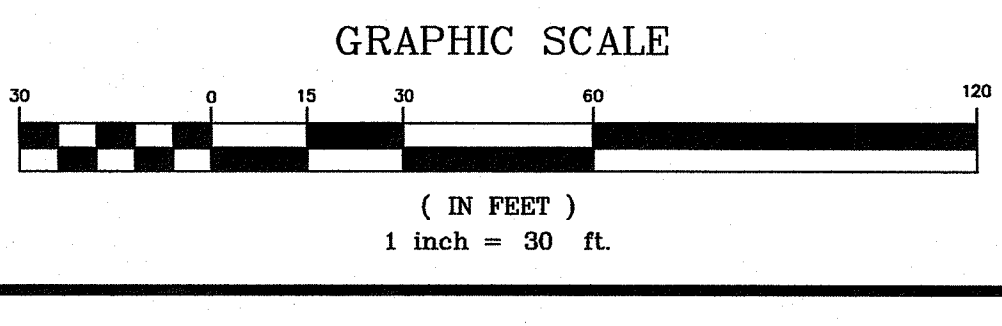 GRAPHIC SCALE
30 0 15 30 60 120
( IN FEET )
1 inch = 30 ft.